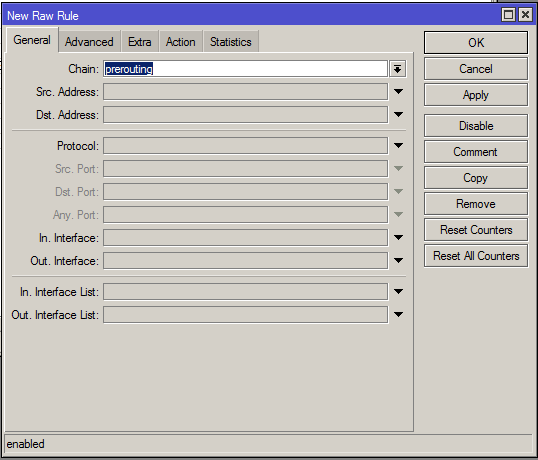 New Raw Rule
General Advanced Extra Action Statistics
Chain: prerouting
Src. Address:
Dst. Address:
Protocol:
Src. Port:
Dst. Port:
Any. Port:
In. Interface:
Out. Interface:
In. Interface List:
Out. Interface List:
OK
Cancel
Apply
Disable
Comment
Copy
Remove
Reset Counters
Reset All Counters
enabled